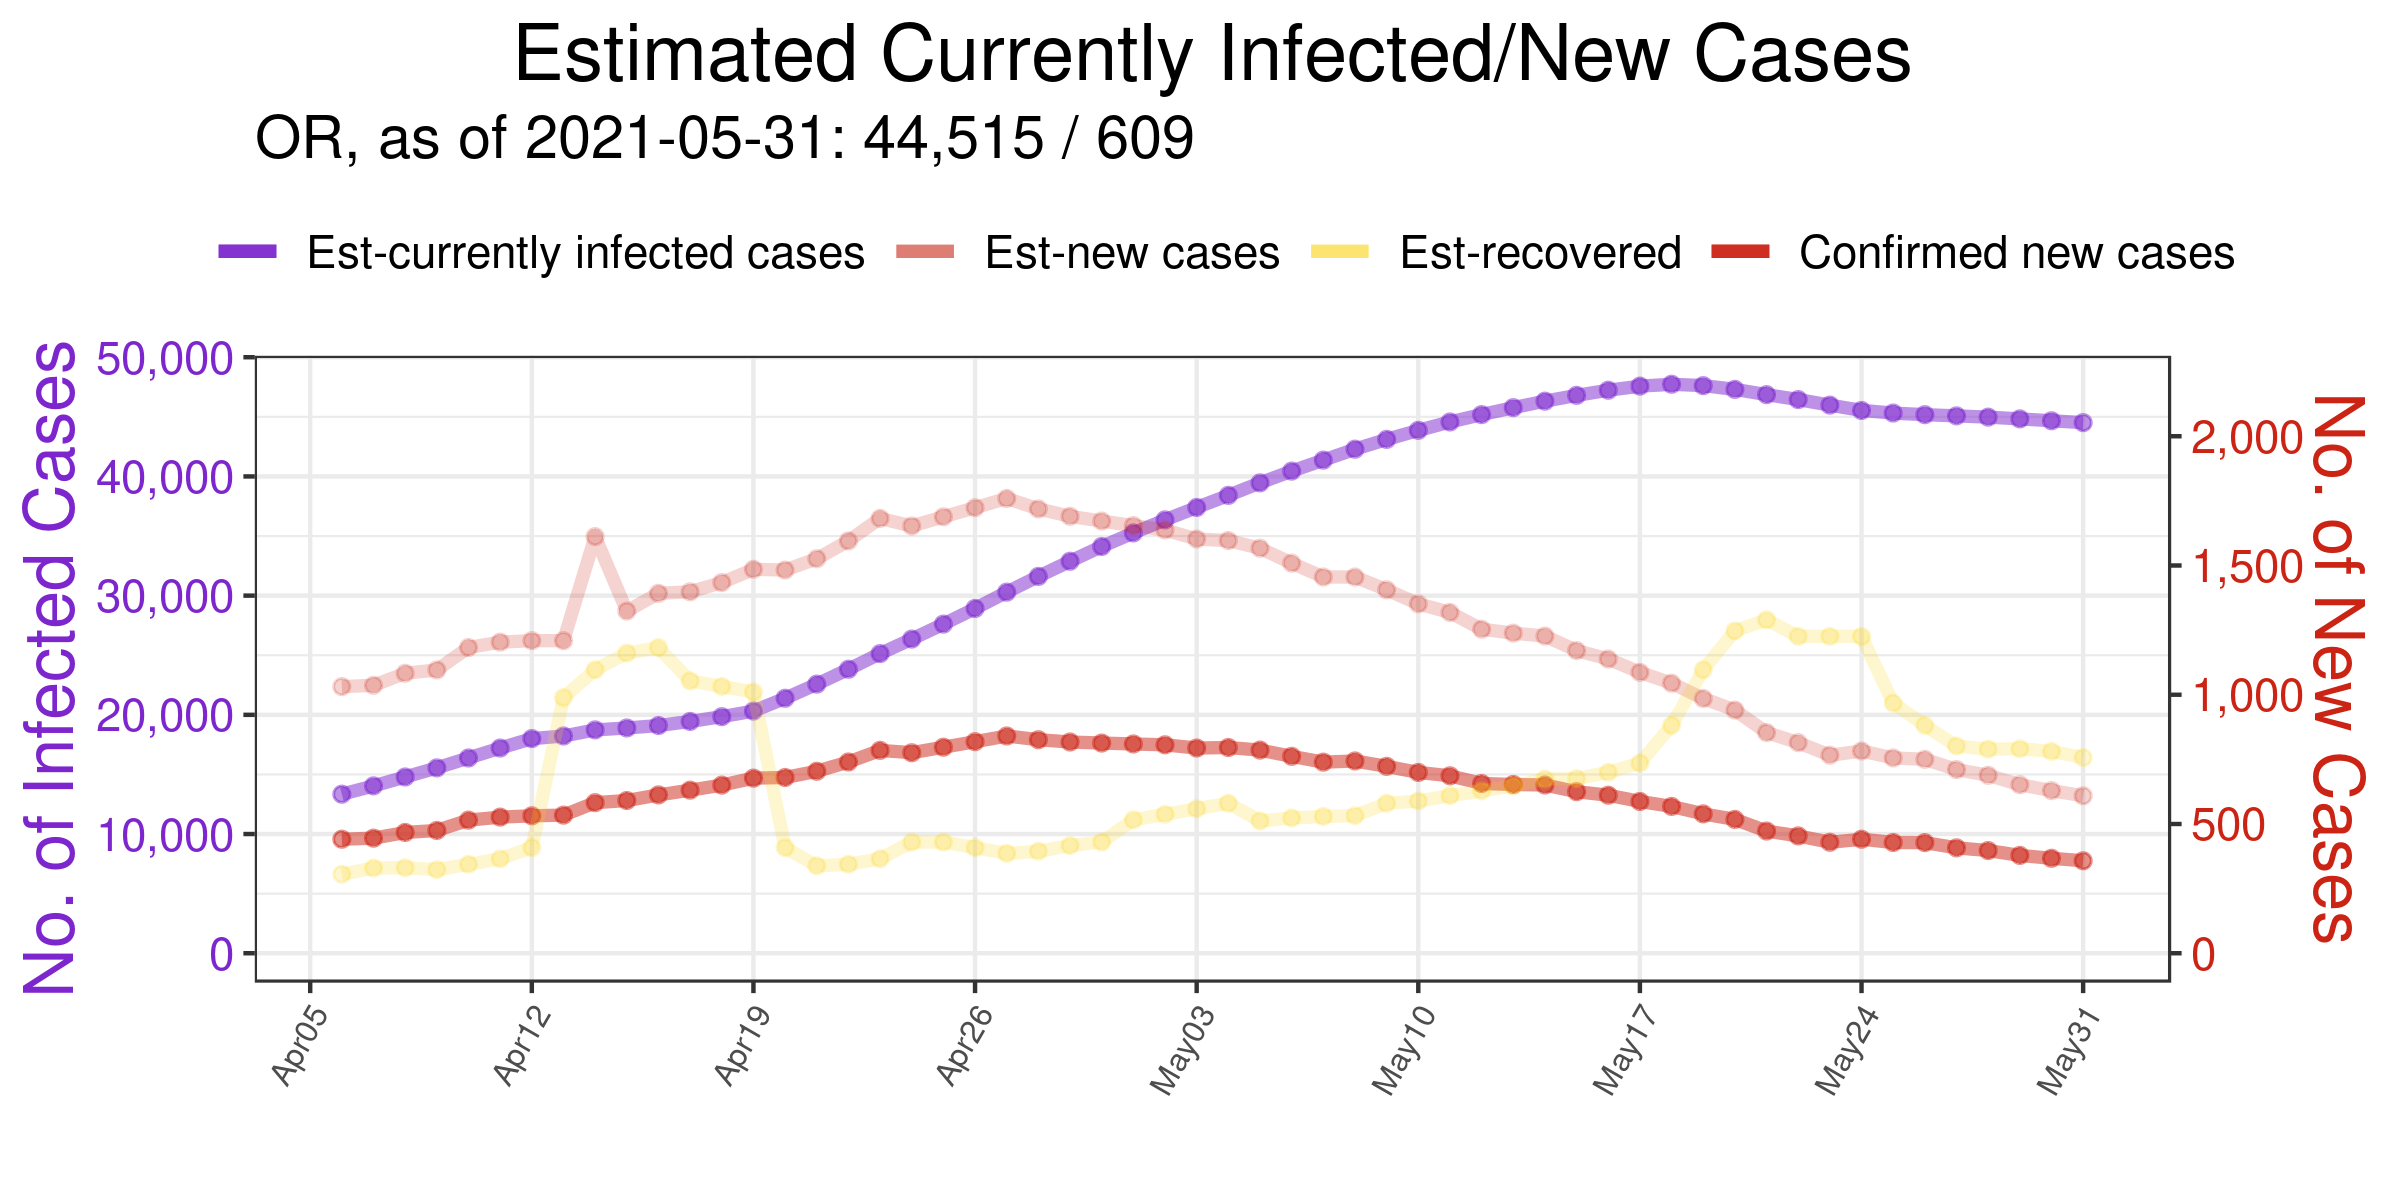 Estimated Currently Infected/New Cases
OR, as of 2021-05-31: 44,515 / 609
Est-currently infected cases Est-new cases Est-recovered Confirmed new cases
No. of Infected Cases
50,000
40,000
30,000
20,000
10,000
0
2,000
1,500
1,000
500
0
No. of New Cases
Apr05 Apr12 Apr19 Apr26 May03 May10 May17 May24 May31